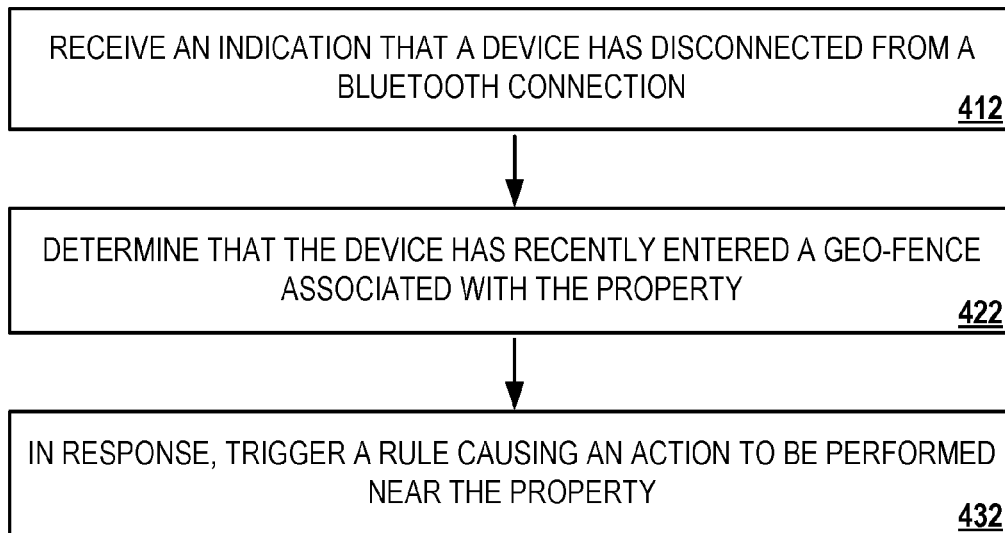 RECEIVE AN INDICATION THAT A DEVICE HAS DISCONNECTED FROM A
BLUETOOTH CONNECTION
412
DETERMINE THAT THE DEVICE HAS RECENTLY ENTERED A GEO-FENCE
ASSOCIATED WITH THE PROPERTY
422
IN RESPONSE, TRIGGER A RULE CAUSING AN ACTION TO BE PERFORMED
NEAR THE PROPERTY
432